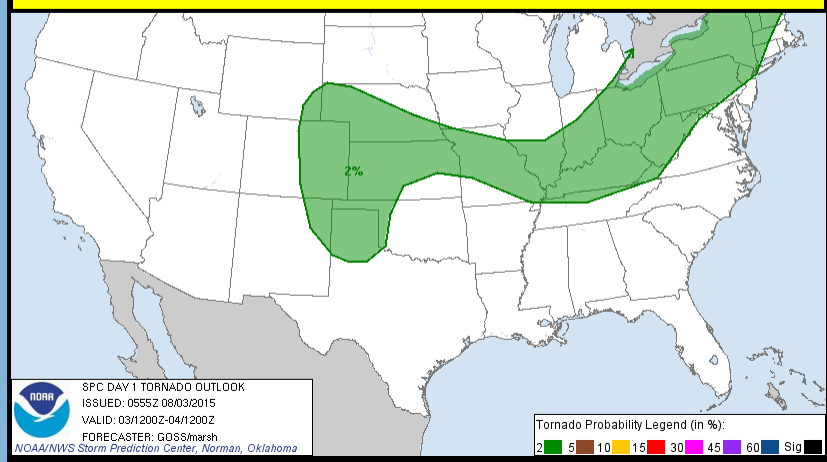 2%
NOAA
SPC DAY 1 TORNADO OUTLOOK
ISSUED: 0555Z 08/03/2015
VALID: 03/1200Z-04/1200Z
FORECASTER: GOSS/marsh
NOAA/NWS Storm Prediction Center, Norman, Oklahoma
Tornado Probability Legend (in %):
2 5 10 15 30 45 60 Sig